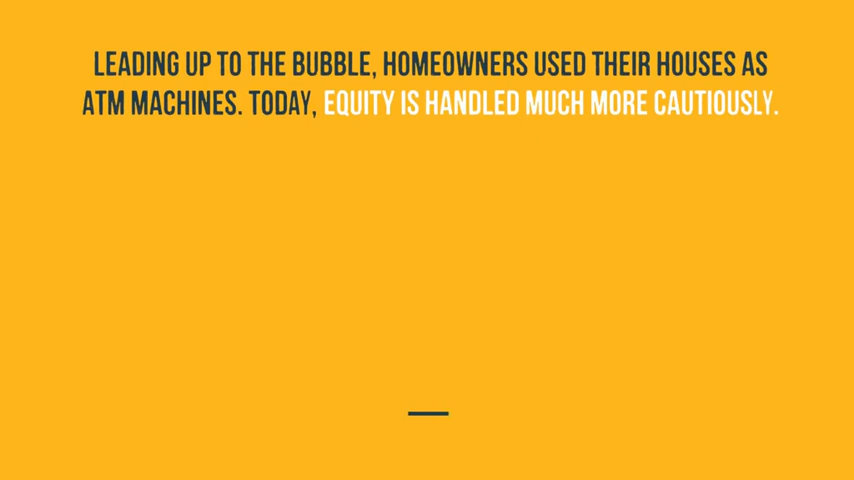 LEADING UP TO THE BUBBLE, HOMEOWNERS USED THEIR HOUSES AS
ATM MACHINES. TODAY, EQUITY IS HANDLED MUCH MORE CAUTIOUSLY.